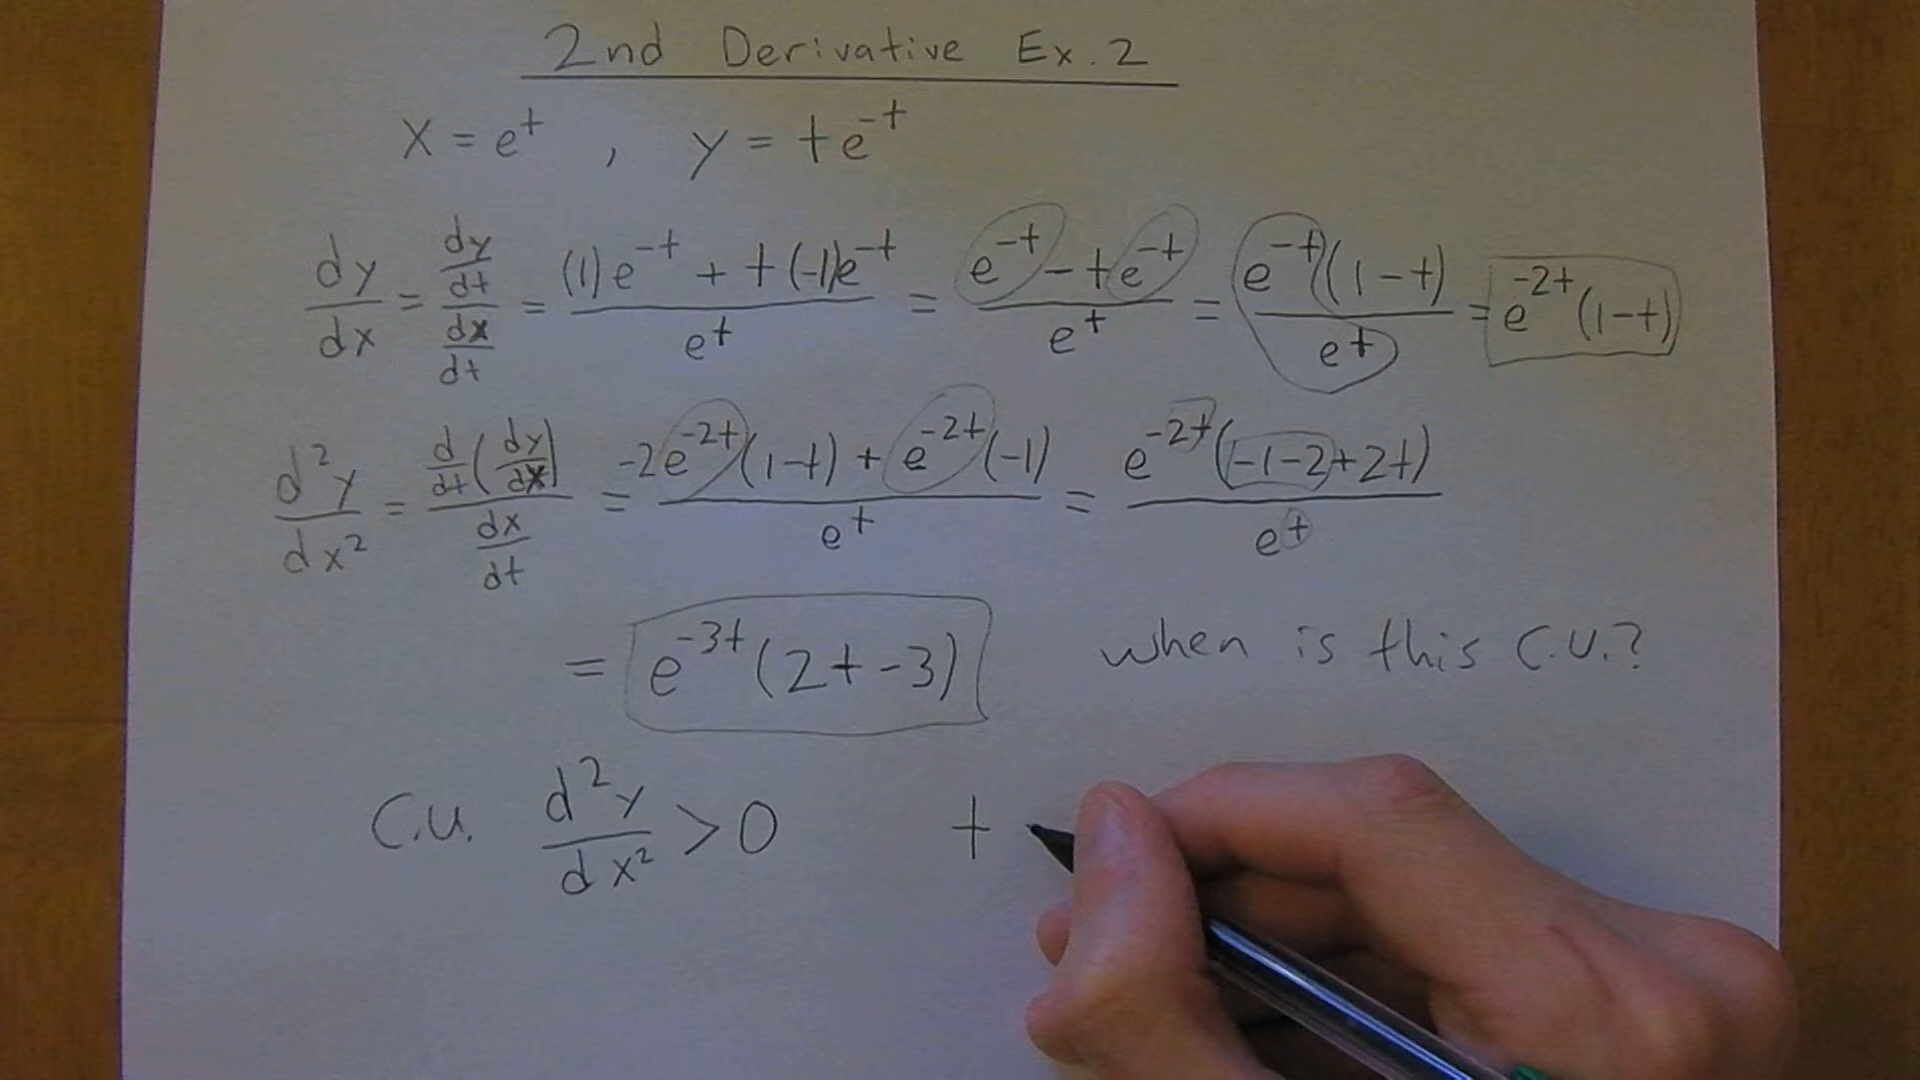 2nd Derivative Ex. 2
x = e^t , y = te^-t
dy/dx = (dy/dt)/(dx/dt) = ((1)e^-t + t(-1)e^-t)/e^t = (e^-t - te^-t)/e^t = (e^-t(1-t))/e^t = e^-2t(1-t)
d²y/dx² = (d/dt(dy/dx))/(dx/dt) = (-2e^-2t(1-t) + e^-2t(-1))/e^t = (e^-2t(-1-2+2t))/e^t
= e^-3t(2t-3) when is this C.U.?
C.U. d²y/dx² > 0 t